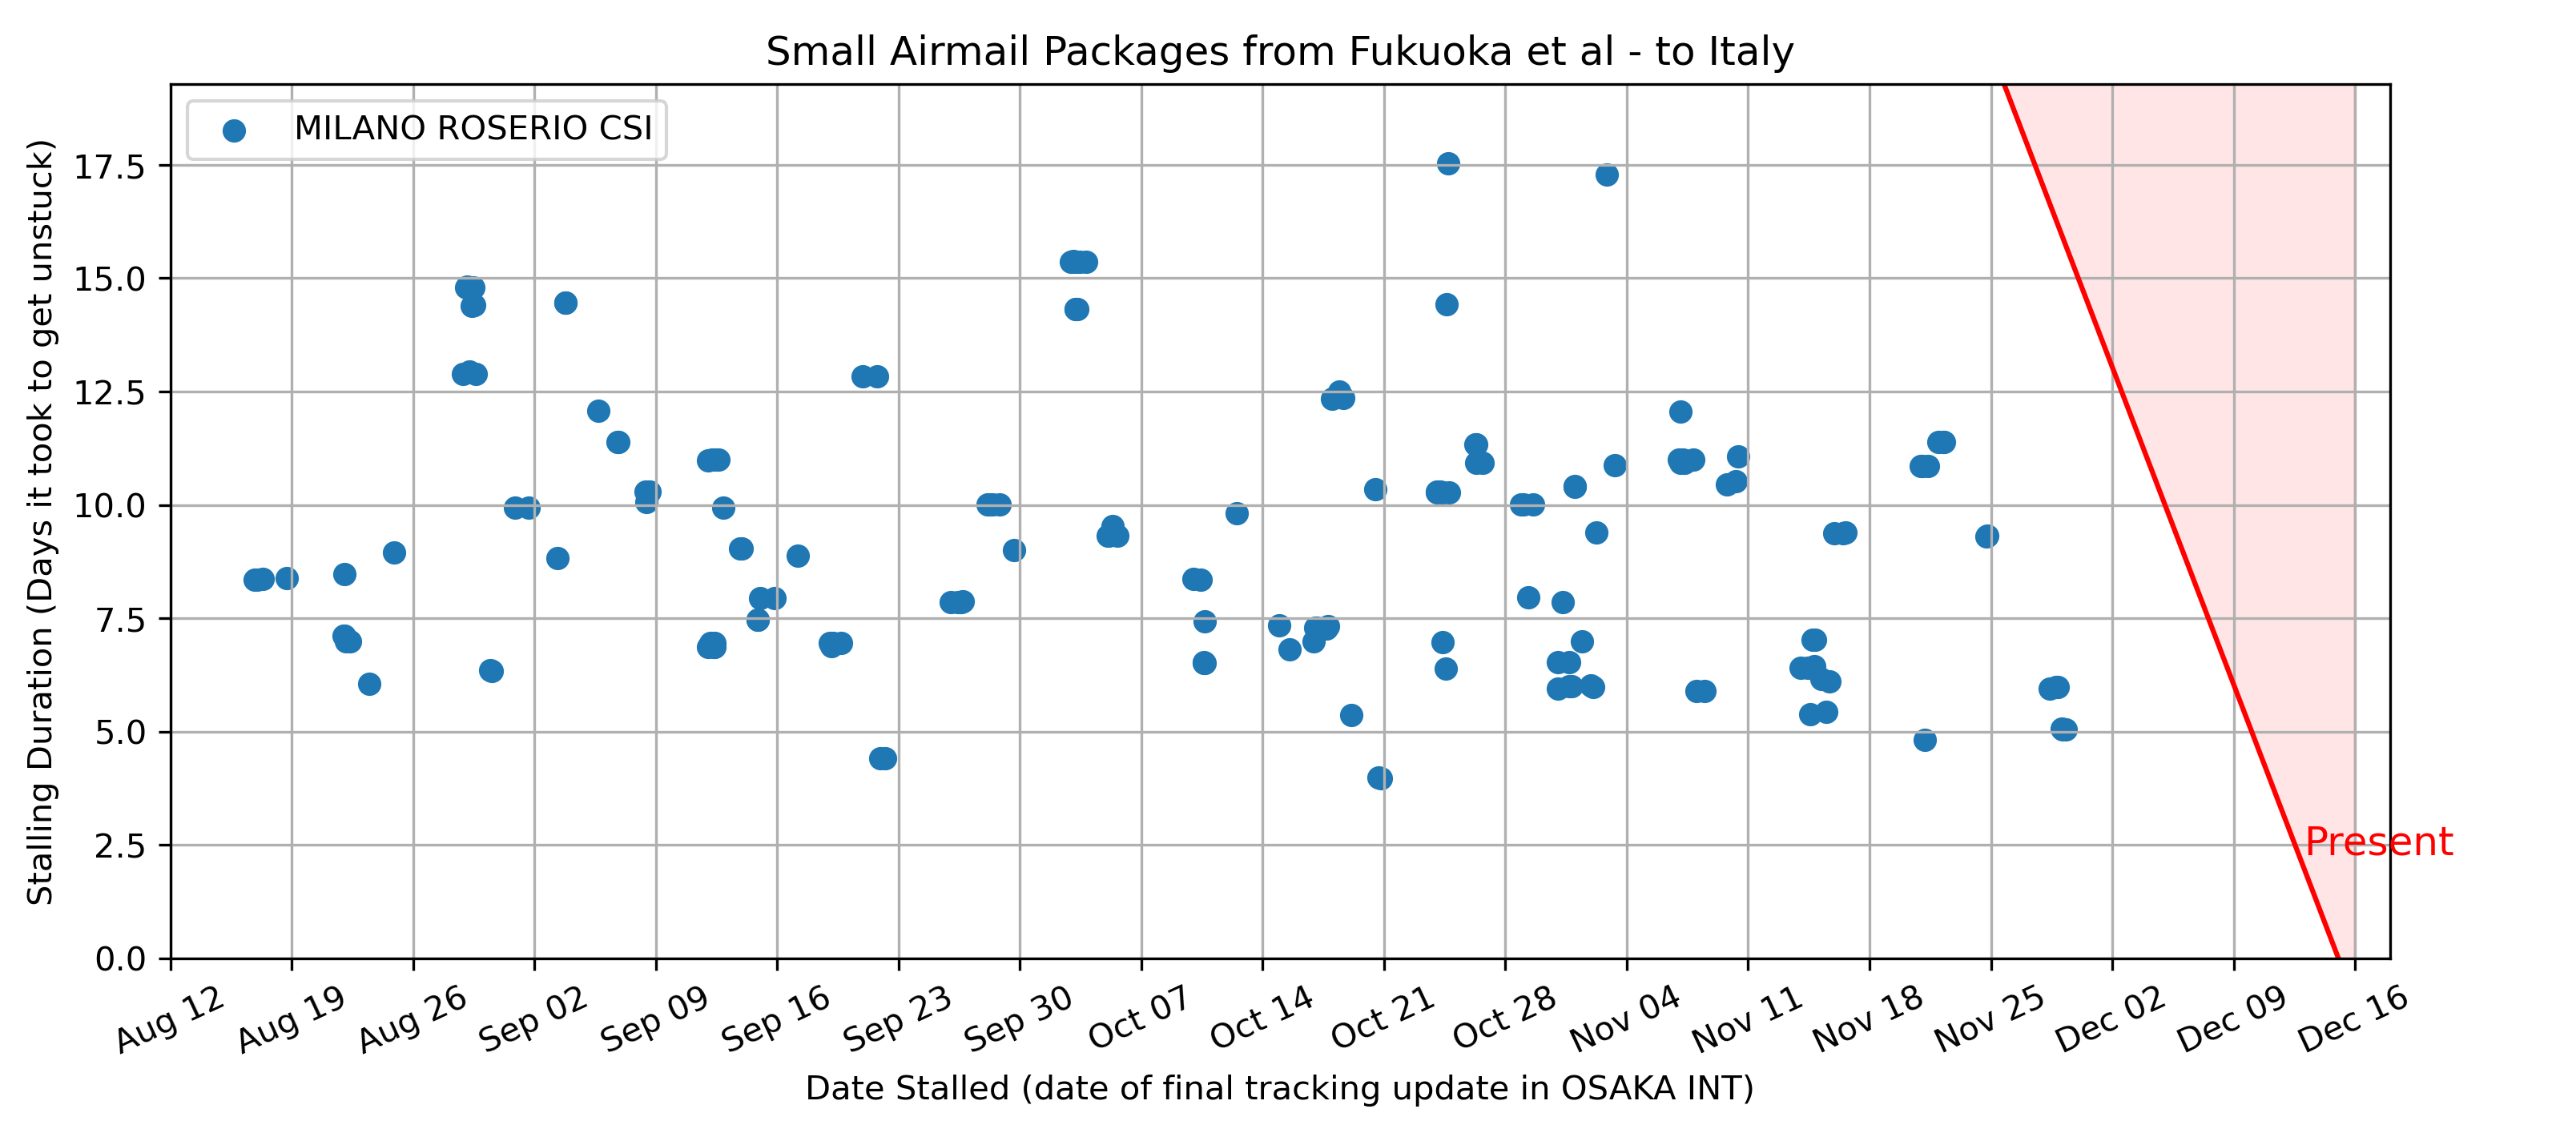 Small Airmail Packages from Fukuoka et al - to Italy
MILANO ROSERIO CSI
Stalling Duration (Days it took to get unstuck)
17.5
15.0
12.5
10.0
7.5
5.0
2.5
0.0
Present
Aug 12
Aug 19
Aug 26
Sep 02
Sep 09
Sep 16
Sep 23
Sep 30
Oct 07
Oct 14
Oct 21
Oct 28
Nov 04
Nov 11
Nov 18
Nov 25
Dec 02
Dec 09
Dec 16
Date Stalled (date of final tracking update in OSAKA INT)